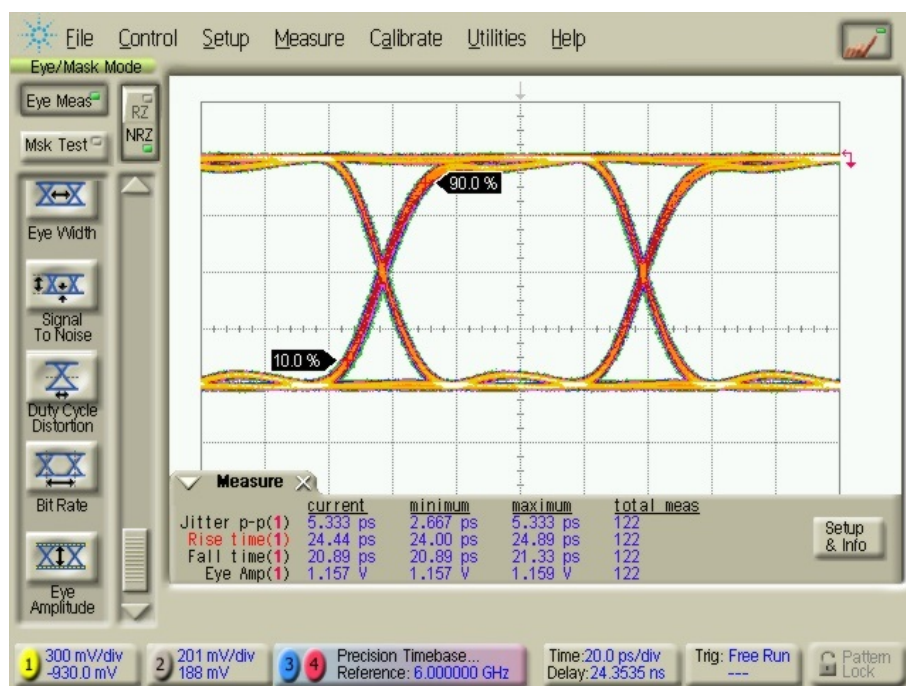 File Control Setup Measure Calibrate Utilities Help
Eye/Mask Mode
Eye Meas
RZ
NRZ
Msk Test
Eye Width
Signal
To Noise
Duty Cycle
Distortion
Bit Rate
Eye
Amplitude
90.0 %
10.0 %
Measure
current minimum maximum total meas
Jitter p-p(1) 5.333 ps 2.667 ps 5.333 ps 122
Rise time(1) 24.44 ps 24.00 ps 24.89 ps 122
Fall time(1) 20.89 ps 20.89 ps 21.33 ps 122
Eye Amp(1) 1.157 V 1.157 V 1.159 V 122
Setup
& Info
1 300 mV/div
-930.0 mV
2 201 mV/div
188 mV
3 4 Precision Timebase...
Reference: 6.000000 GHz
Time:20.0 ps/div
Delay:24.3535 ns
Trig: Free Run
---
Pattern
Lock